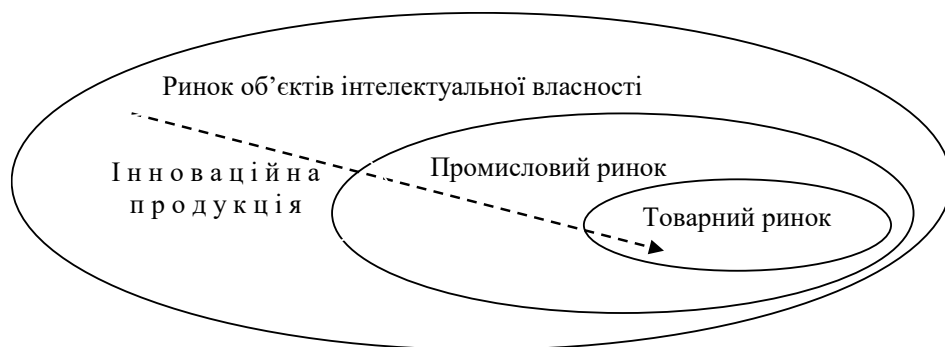 Ринок об’єктів інтелектуальної власності
Промисловий ринок
І н н о в а ц і й н а
п р о д у к ц і я
Товарний ринок